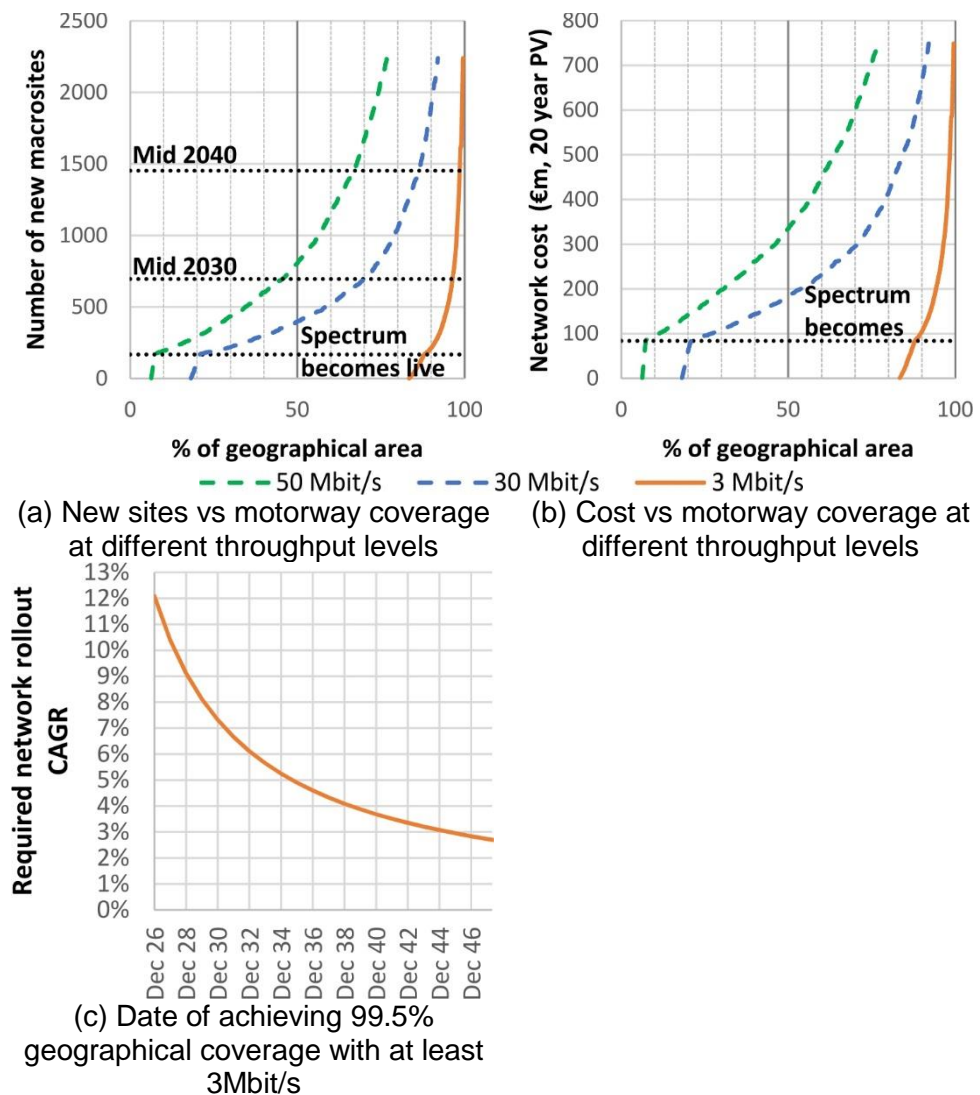 2500
2000
1500
1000
500
0
Number of new macrosites
Mid 2040
Mid 2030
Spectrum
becomes live
0
50
100
% of geographical area
800
700
600
500
400
300
200
100
0
Network cost (€m, 20 year PV)
Spectrum
becomes
0
50
100
% of geographical area
50 Mbit/s
30 Mbit/s
3 Mbit/s
(a) New sites vs motorway coverage
at different throughput levels
(b) Cost vs motorway coverage at
different throughput levels
13%
12%
11%
10%
9%
8%
7%
6%
5%
4%
3%
2%
1%
0%
Required network rollout
CAGR
Dec 26
Dec 28
Dec 30
Dec 32
Dec 34
Dec 36
Dec 38
Dec 40
Dec 42
Dec 44
Dec 46
(c) Date of achieving 99.5%
geographical coverage with at least
3Mbit/s